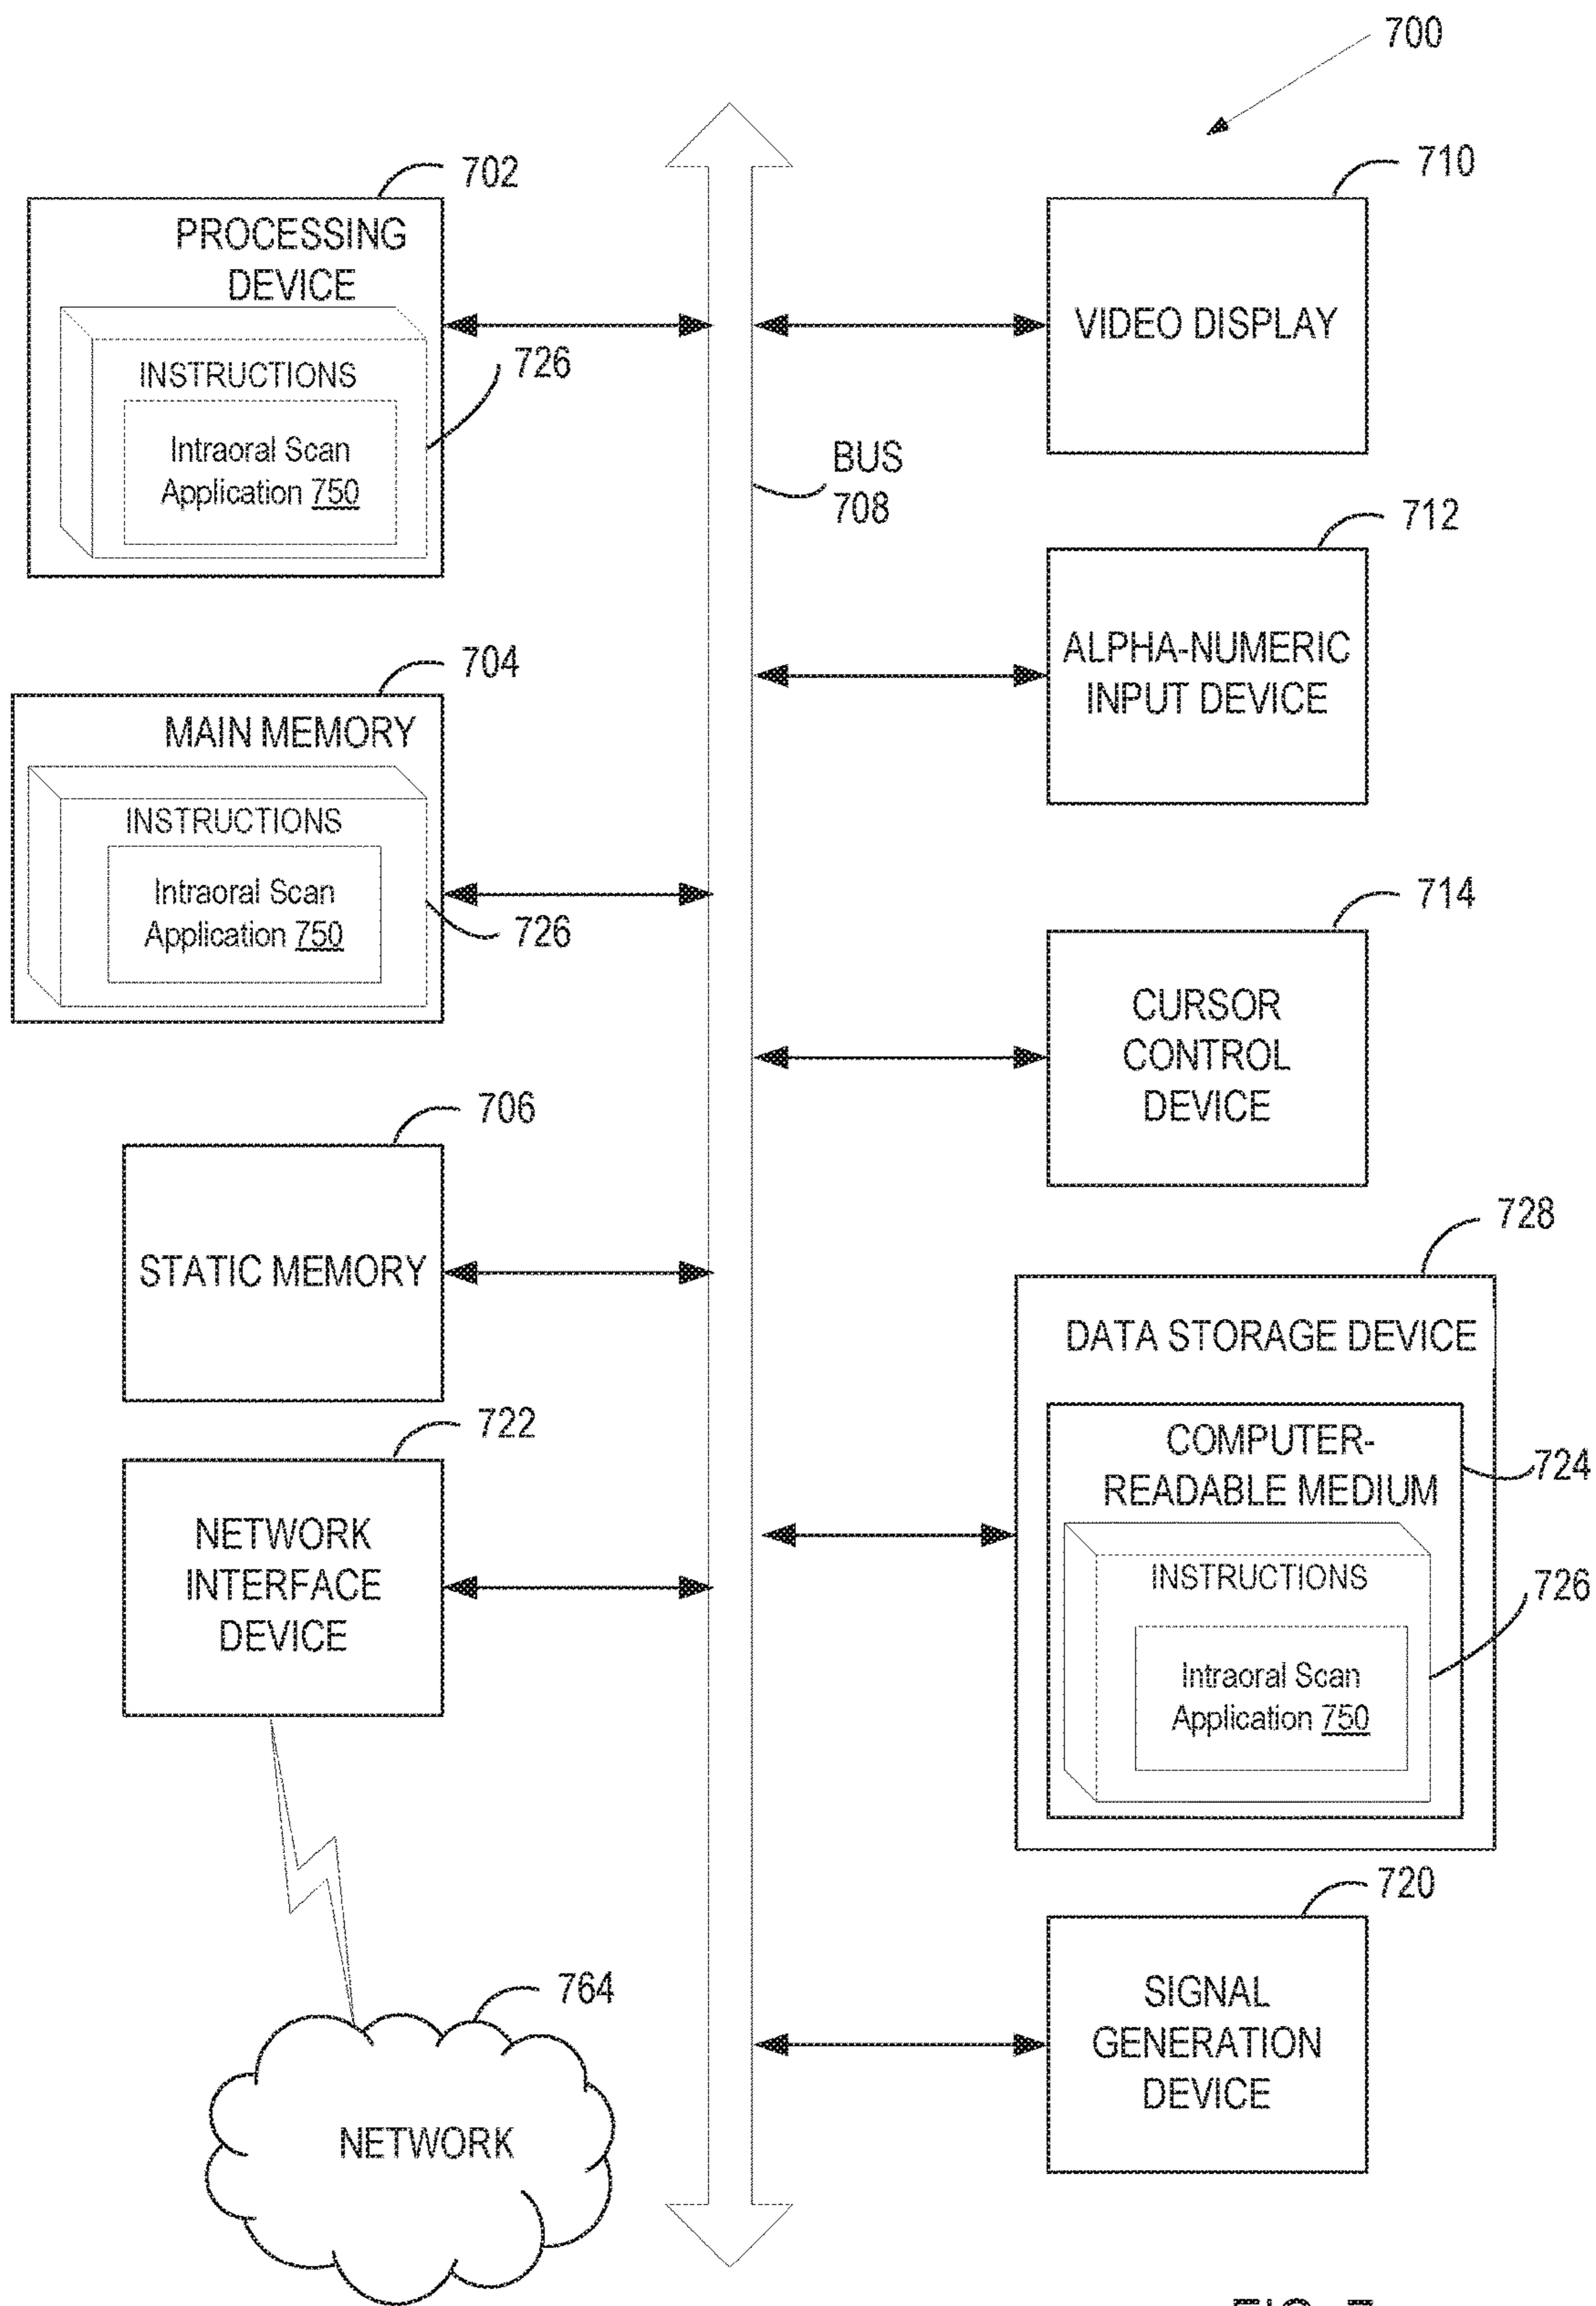 700
702
PROCESSING
DEVICE
INSTRUCTIONS
Intraoral Scan
Application 750
726
704
MAIN MEMORY
INSTRUCTIONS
Intraoral Scan
Application 750
726
706
STATIC MEMORY
722
NETWORK
INTERFACE
DEVICE
764
NETWORK
BUS
708
710
VIDEO DISPLAY
712
ALPHA-NUMERIC
INPUT DEVICE
714
CURSOR
CONTROL
DEVICE
728
DATA STORAGE DEVICE
COMPUTER-
READABLE MEDIUM
724
INSTRUCTIONS
726
Intraoral Scan
Application 750
720
SIGNAL
GENERATION
DEVICE